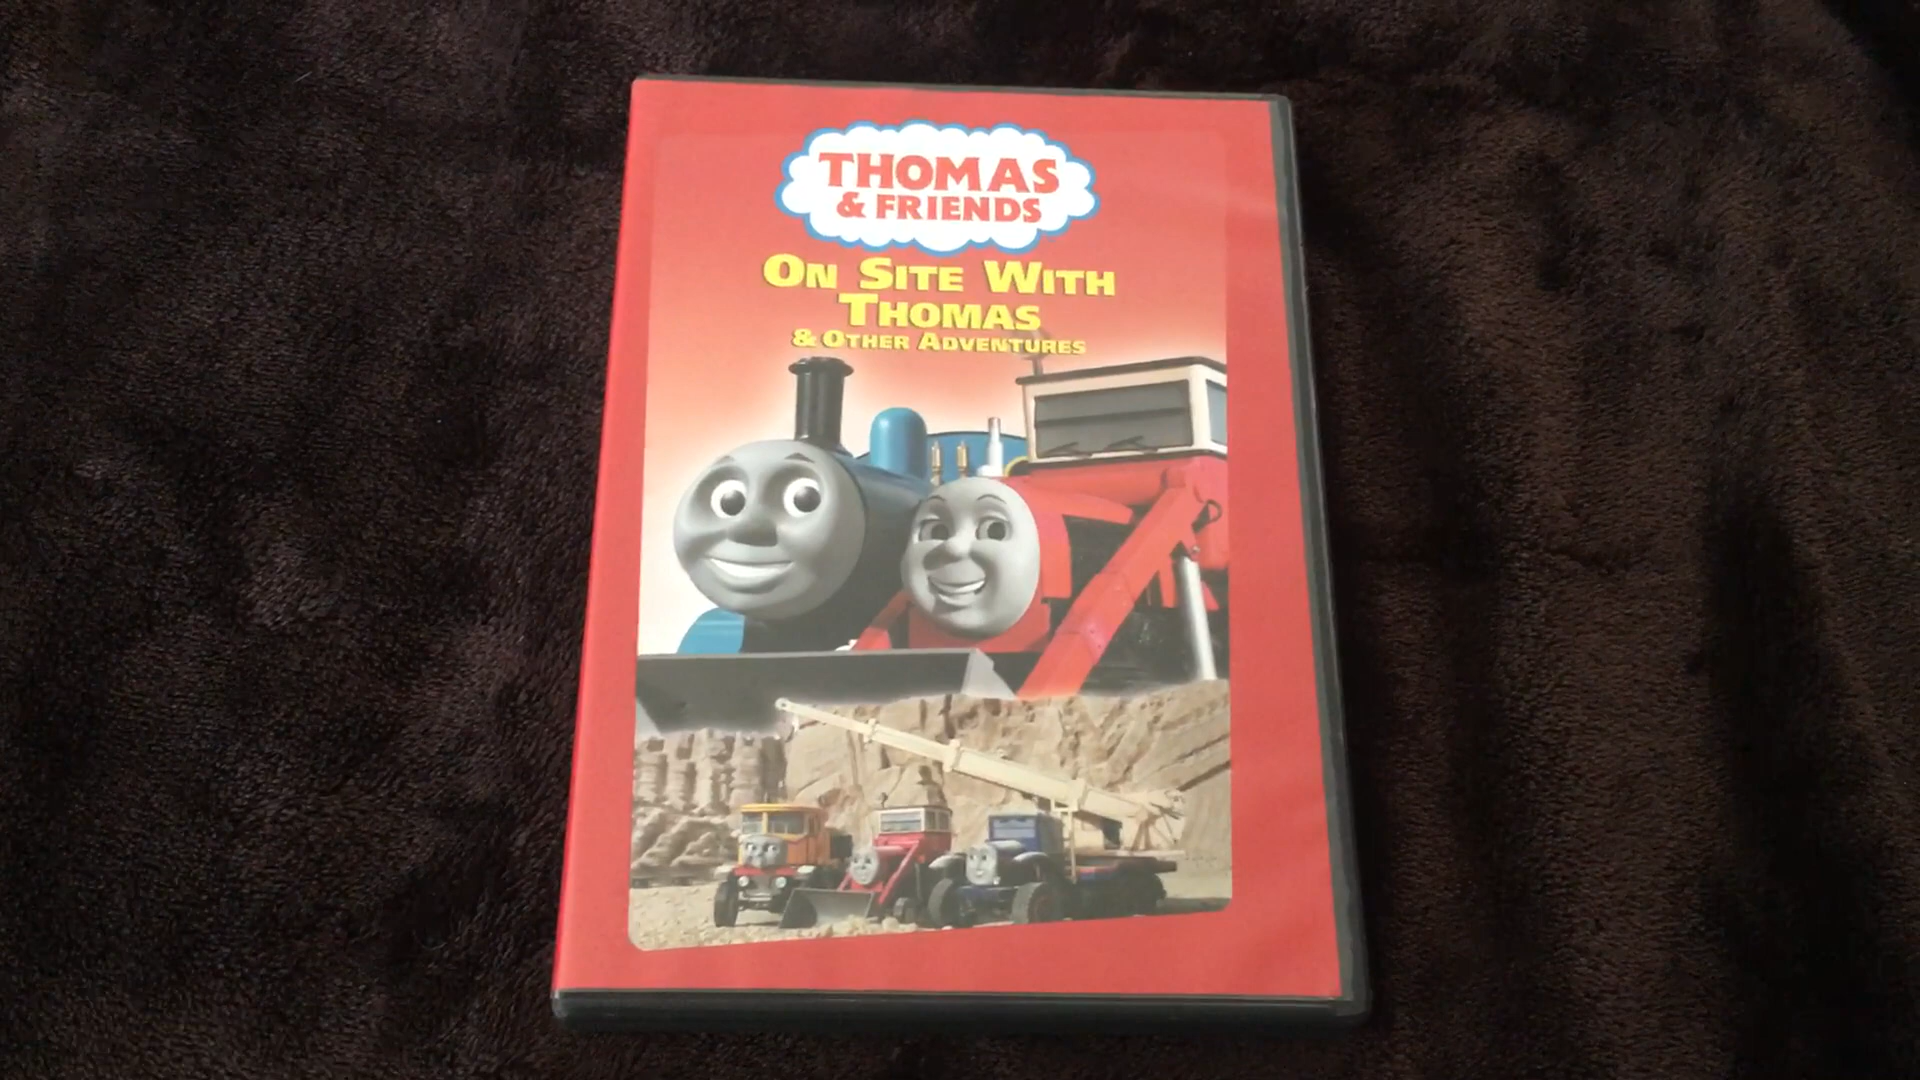 THOMAS
& FRIENDS
ON SITE WITH
THOMAS
& OTHER ADVENTURES